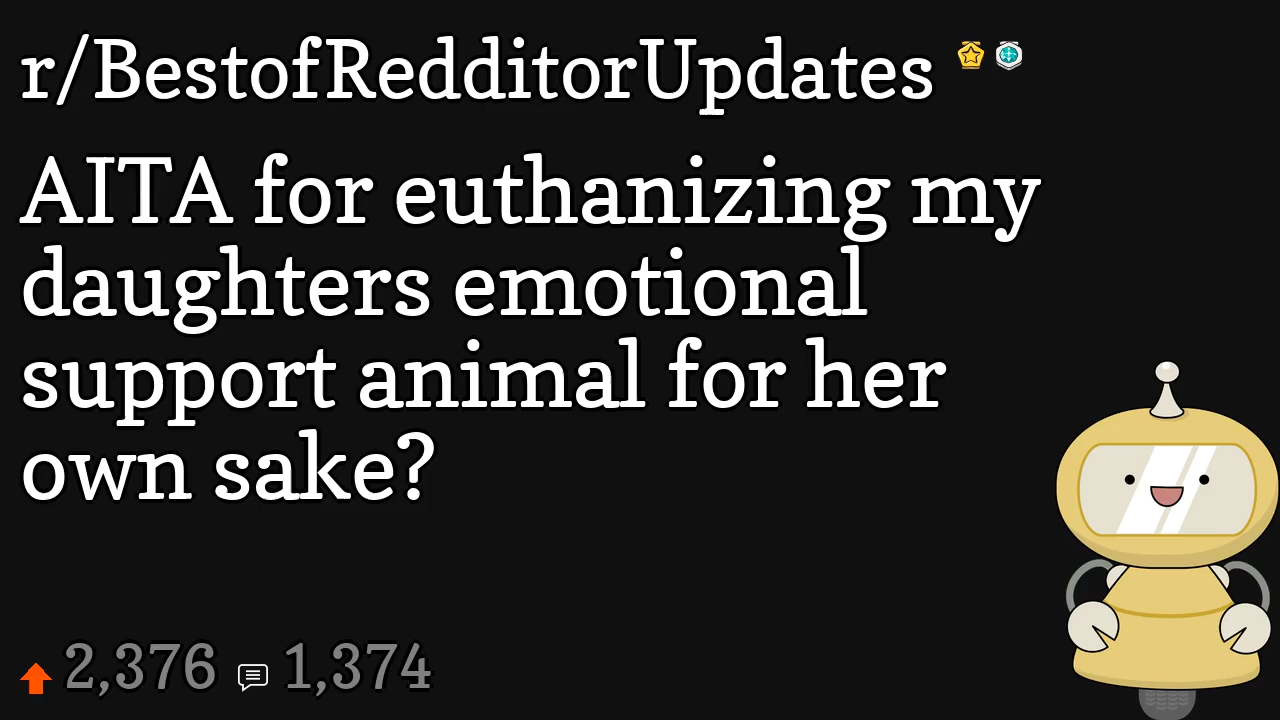 r/BestofRedditorUpdates
AITA for euthanizing my
daughters emotional
support animal for her
own sake?
2,376 1,374